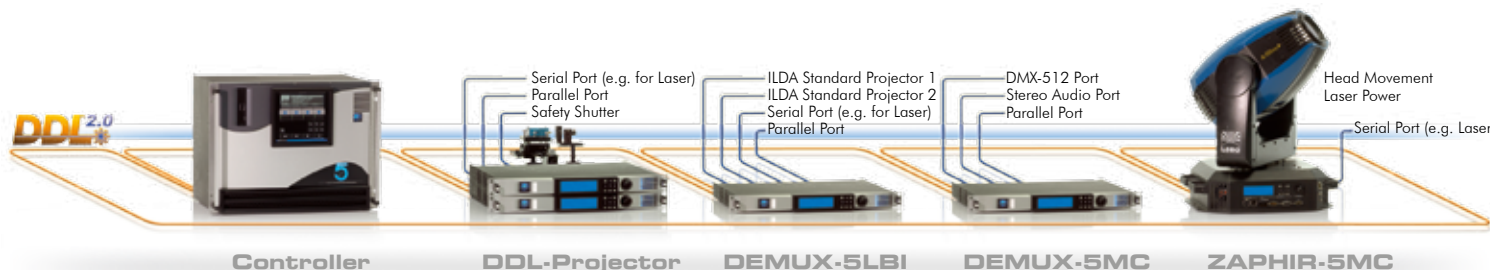 DDL 2.0
5
Serial Port (e.g. for Laser)
Parallel Port
Safety Shutter
ILDA Standard Projector 1
ILDA Standard Projector 2
Serial Port (e.g. for Laser)
Parallel Port
DMX-512 Port
Stereo Audio Port
Parallel Port
Head Movement
Laser Power
Serial Port (e.g. Laser
Controller
DDL-Projector
DEMUX-5LBI
DEMUX-5MC
ZAPHIR-5MC